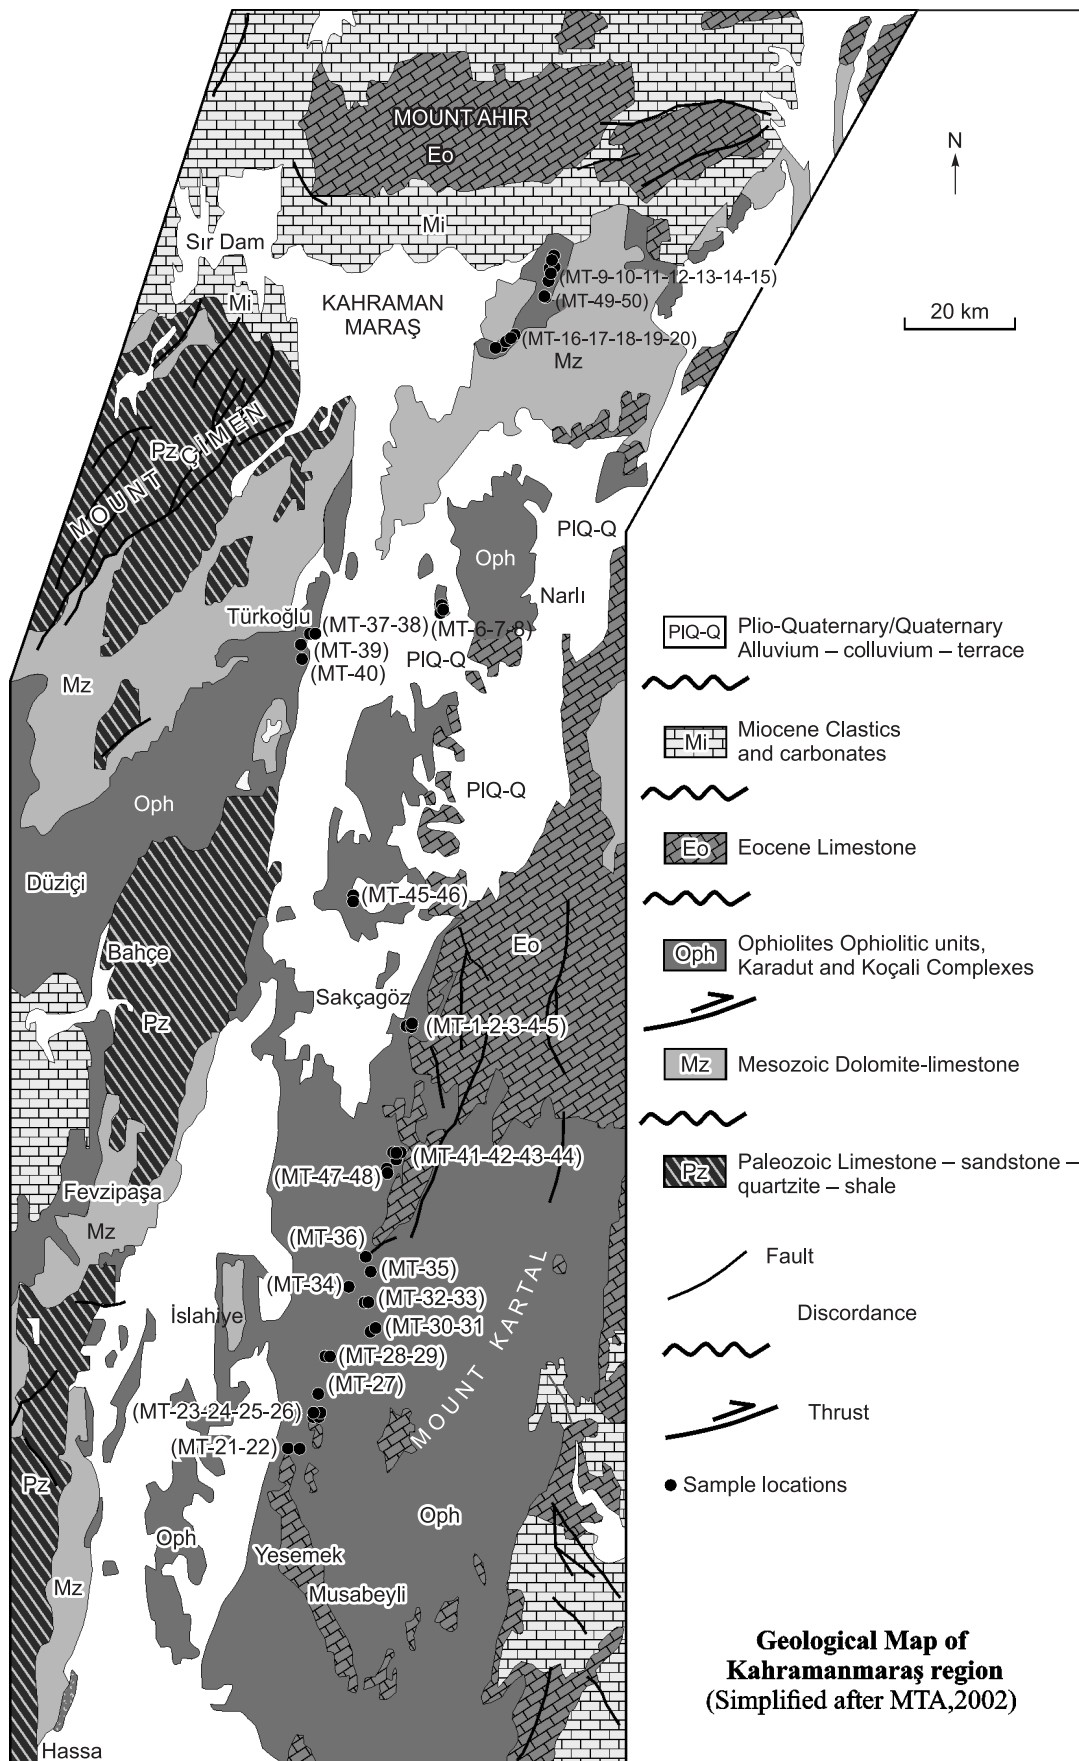 MOUNT AHIR
Eo
N
Mi
Sır Dam
(MT-9-10-11-12-13-14-15)
Mi
KAHRAMAN
MARAŞ
(MT-49-50)
20 km
(MT-16-17-18-19-20)
Mz
MOUNT ÇİMEN
Pz
PlQ-Q
Oph
Narlı
Türkoğlu
(MT-37-38)
(MT-6-7-8)
(MT-39)
PlQ-Q
(MT-40)
Mz
PlQ-Q
Oph
Düziçi
(MT-45-46)
Bahçe
Eo
Sakçagöz
Pz
(MT-1-2-3-4-5)
(MT-41-42-43-44)
(MT-47-48)
Fevzipaşa
Mz
(MT-36)
(MT-35)
(MT-34)
(MT-32-33)
İslahiye
(MT-30-31
MOUNT KARTAL
(MT-28-29)
(MT-27)
(MT-23-24-25-26)
(MT-21-22)
Pz
Oph
Oph
Yesemek
Mz
Musabeyli
Hassa
PlQ-Q
Plio-Quaternary/Quaternary
Alluvium – colluvium – terrace
Mi
Miocene Clastics
and carbonates
Eo
Eocene Limestone
Oph
Ophiolites Ophiolitic units,
Karadut and Koçali Complexes
Mz
Mesozoic Dolomite-limestone
Pz
Paleozoic Limestone – sandstone –
quartzite – shale
Fault
Discordance
Thrust
Sample locations
Geological Map of
Kahramanmaraş region
(Simplified after MTA,2002)